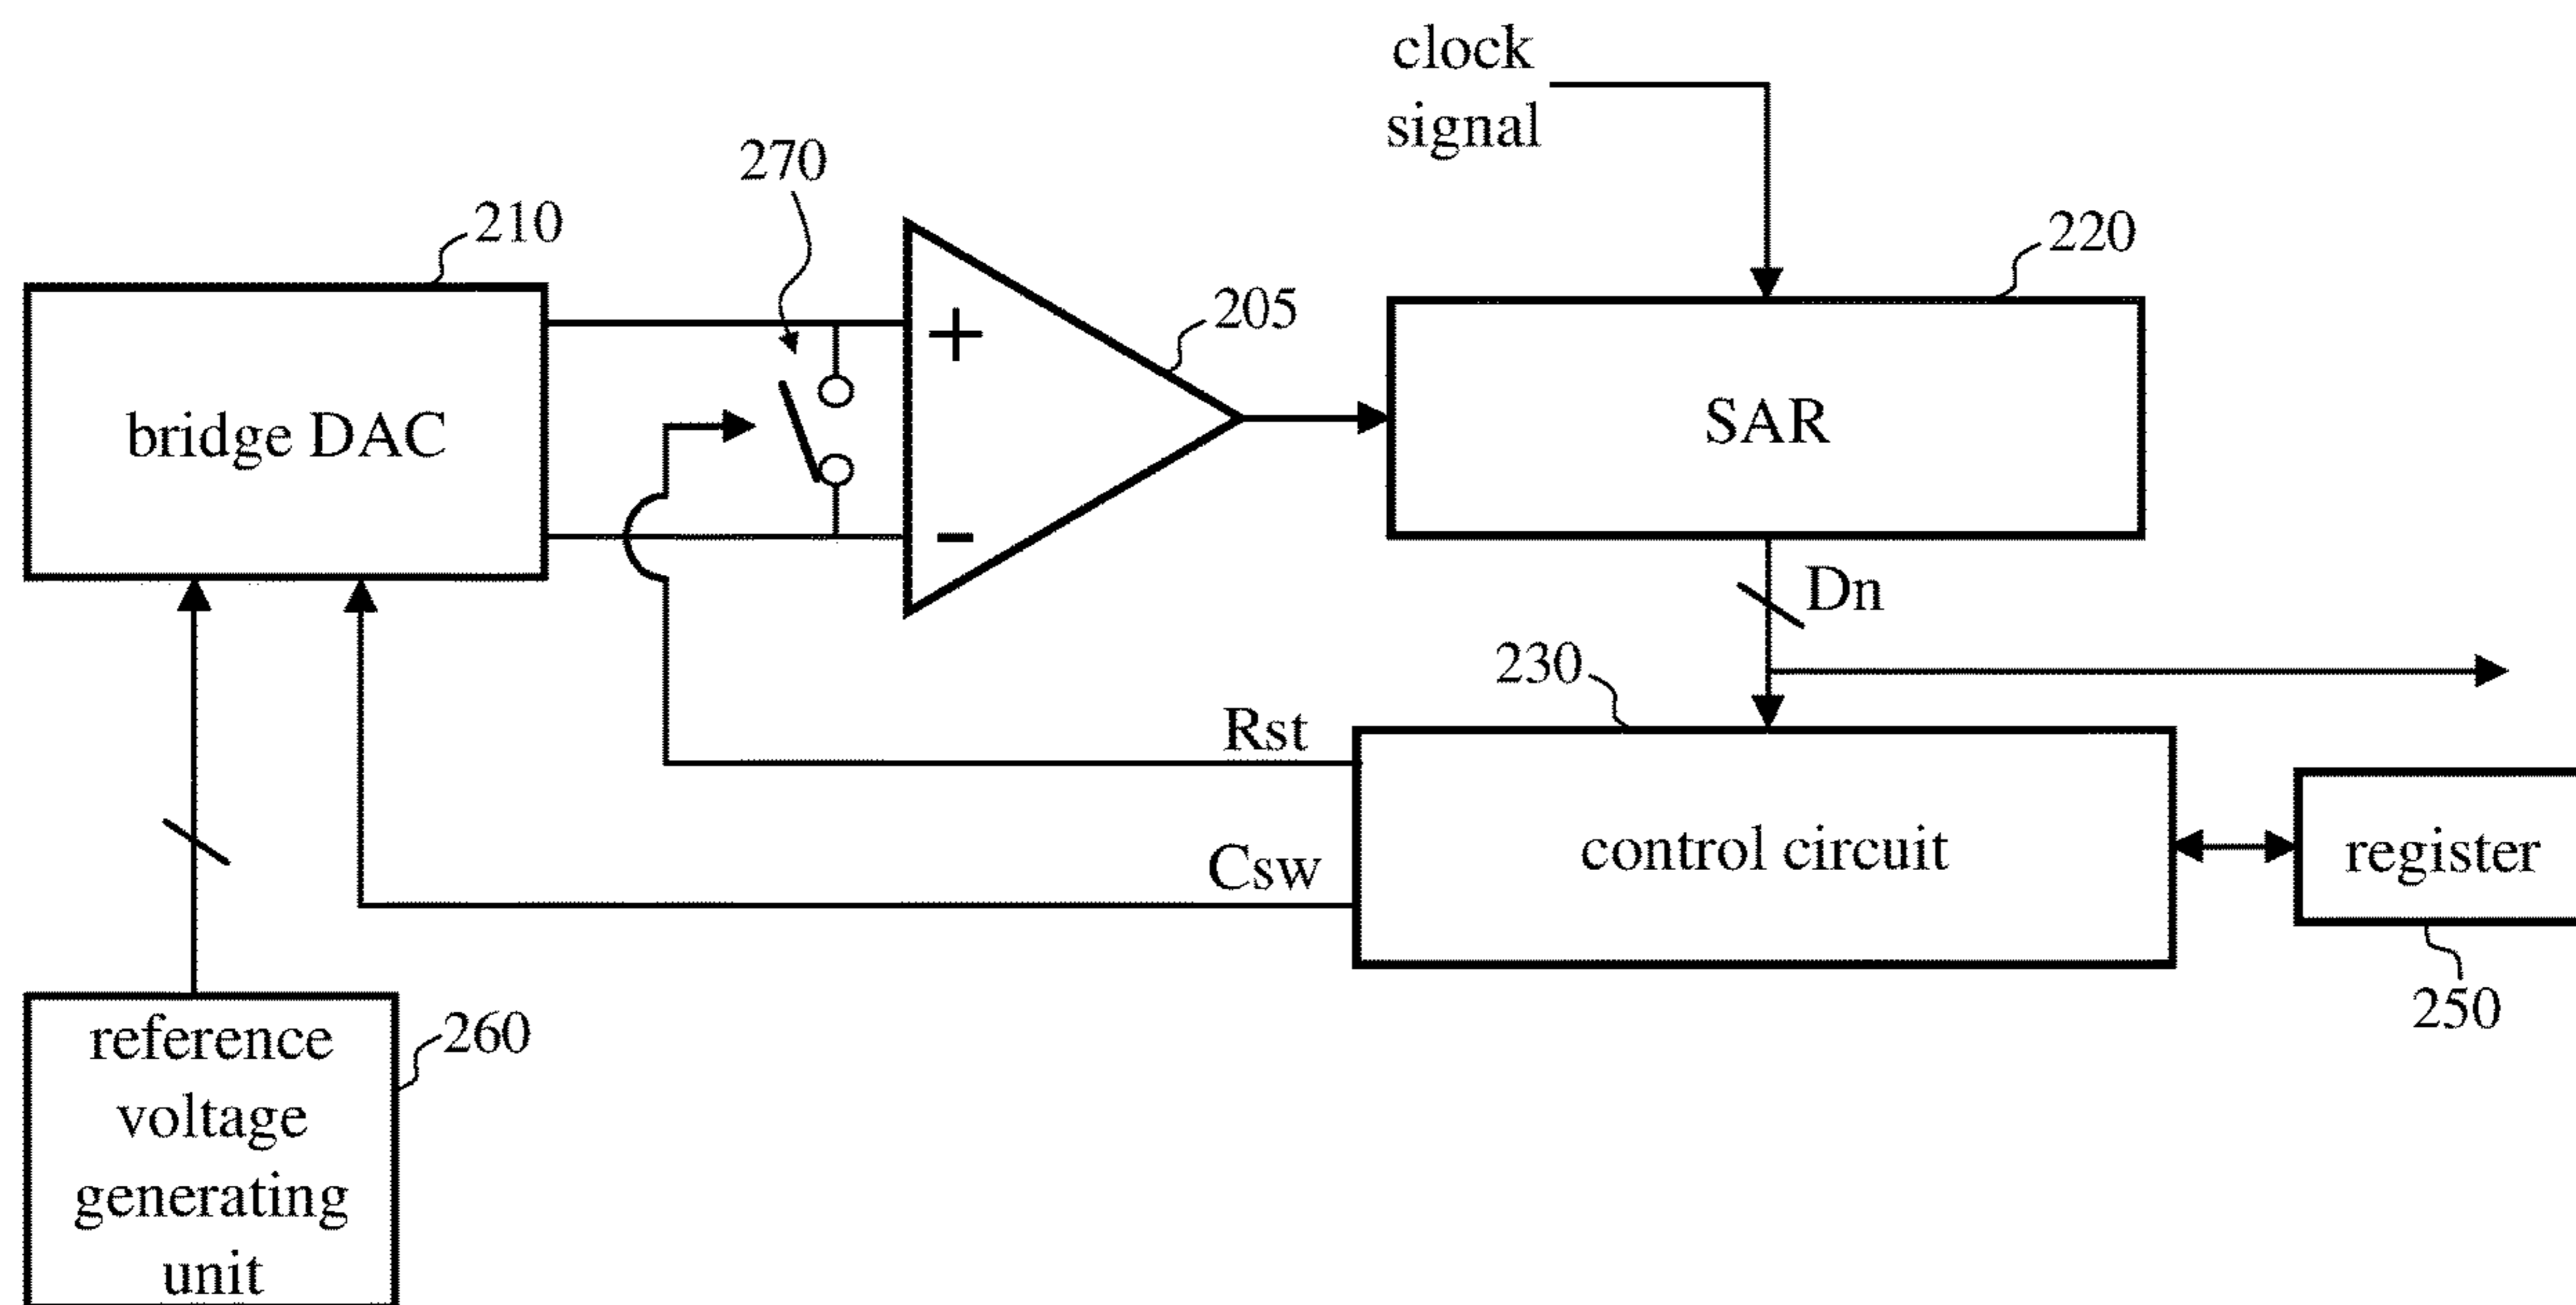 clock
signal
270
210
220
205
+
-
bridge DAC
SAR
Dn
230
Rst
Csw
control circuit
register
250
260
reference
voltage
generating
unit